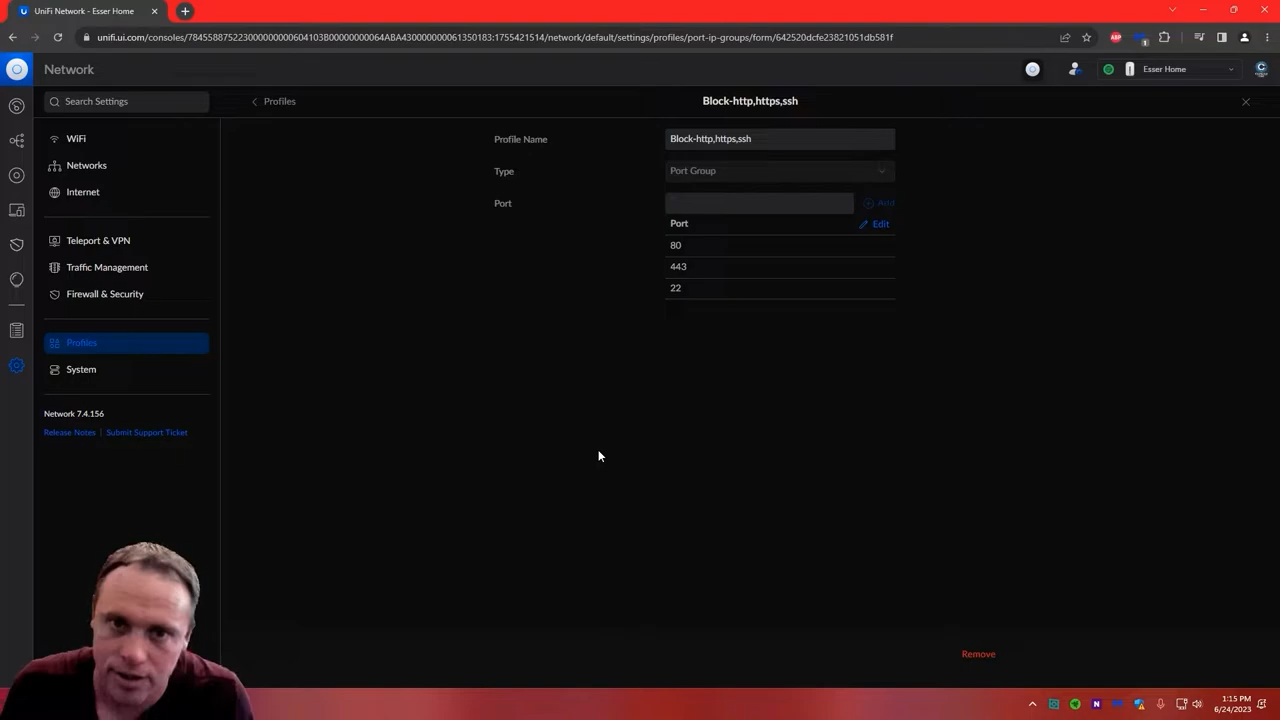 UniFi Network - Esser Home
unifi.ui.com/consoles/7845588752230000000604103B00000000064ABA43000000061350183:1755421514/network/default/settings/profiles/port-ip-groups/form/642520dcfe23821051db581f
Network
Esser Home
Search Settings
Profiles
Block-http,https,ssh
WiFi
Networks
Internet
Teleport & VPN
Traffic Management
Firewall & Security
Profiles
System
Network 7.4.156
Release Notes | Submit Support Ticket
Profile Name
Block-http,https,ssh
Type
Port Group
Port
Add
Port
Edit
80
443
22
Remove
1:15 PM
6/24/2023